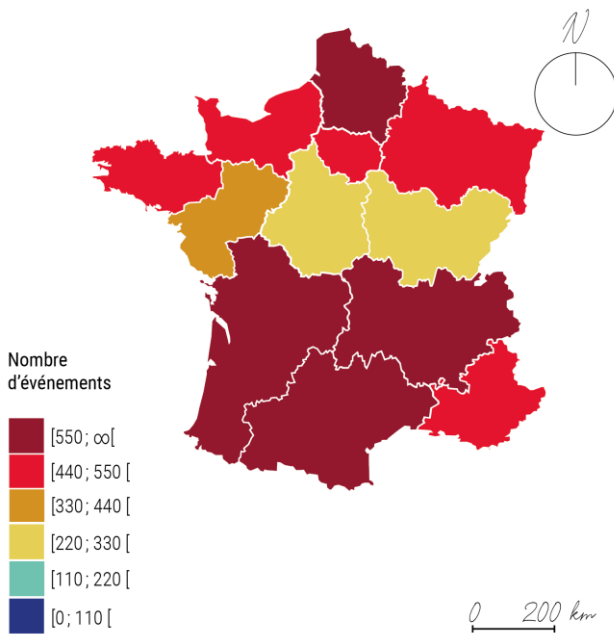 N
Nombre
d’événements
[550 ; ∞[
[440 ; 550 [
[330 ; 440 [
[220 ; 330 [
[110 ; 220 [
[0 ; 110 [
0 200 km